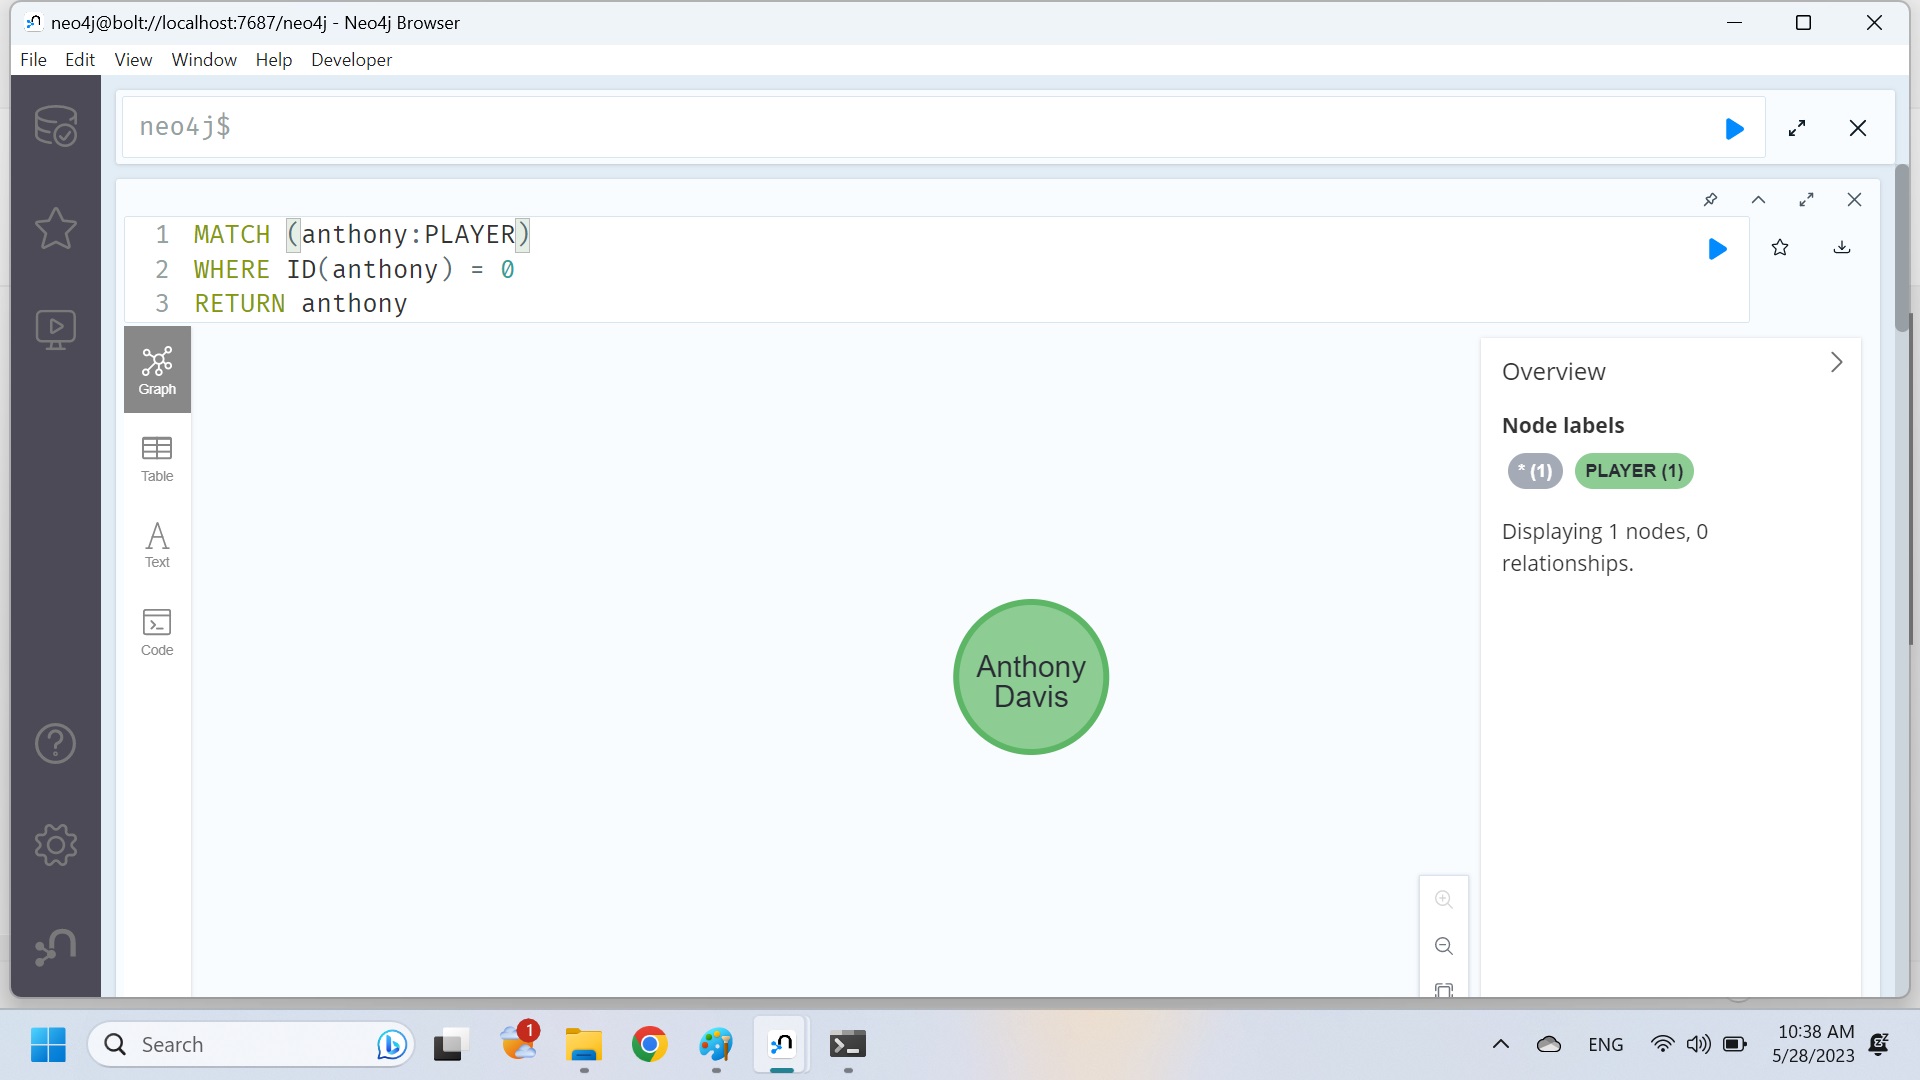 neo4j@bolt://localhost:7687/neo4j - Neo4j Browser
File Edit View Window Help Developer
neo4j$
1 MATCH (anthony:PLAYER)
2 WHERE ID(anthony) = 0
3 RETURN anthony
Graph
Table
Text
Code
Anthony
Davis
Overview
Node labels
* (1) PLAYER (1)
Displaying 1 nodes, 0
relationships.
Search
1
ENG
10:38 AM
5/28/2023